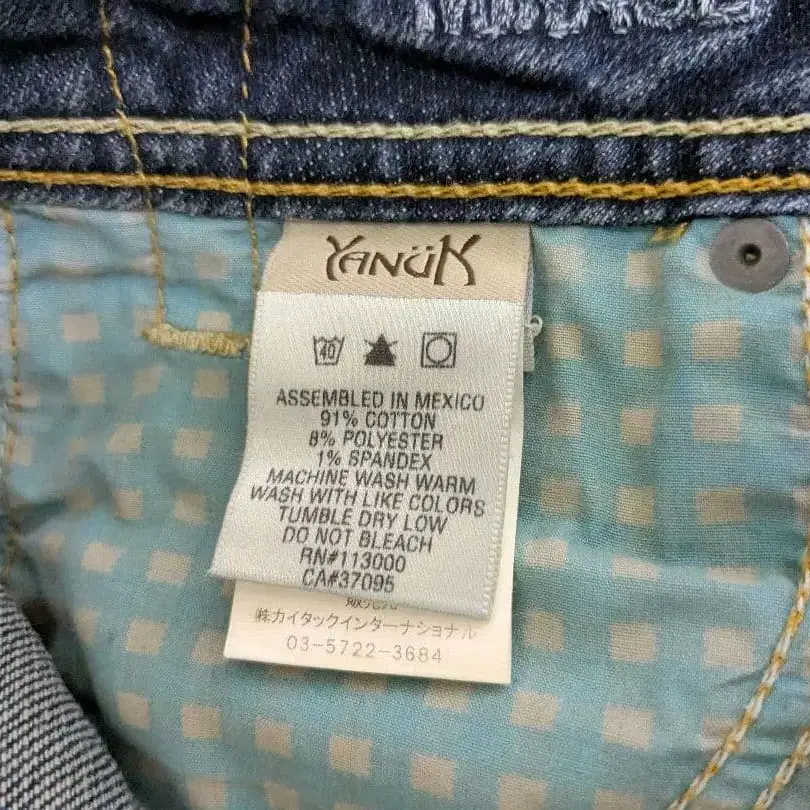 YANüK
40
ASSEMBLED IN MEXICO
91% COTTON
8% POLYESTER
1% SPANDEX
MACHINE WASH WARM
WASH WITH LIKE COLORS
TUMBLE DRY LOW
DO NOT BLEACH
RN#113000
CA#37095
㈱カイタックインターナショナル
03-5722-3684